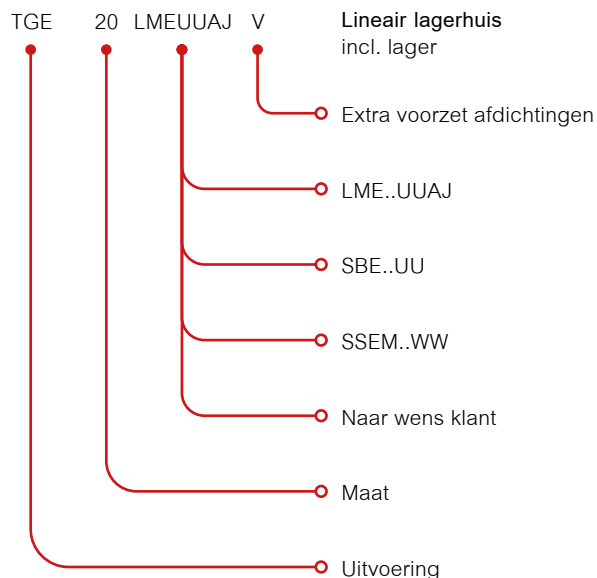 TGE 20 LMEUUAJ V Lineair lagerhuis
incl. lager
Extra voorzet afdichtingen
LME..UUAJ
SBE..UU
SSEM..WW
Naar wens klant
Maat
Uitvoering